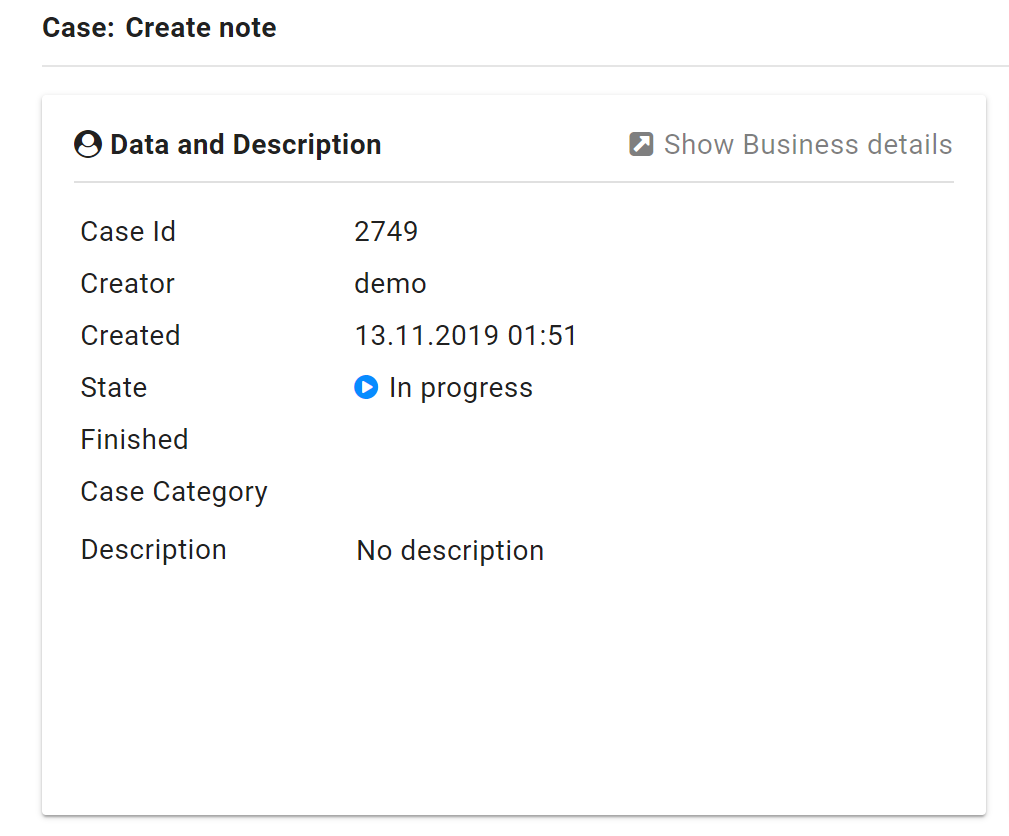 Case: Create note
Data and Description Show Business details
Case Id 2749
Creator demo
Created 13.11.2019 01:51
State In progress
Finished
Case Category
Description No description